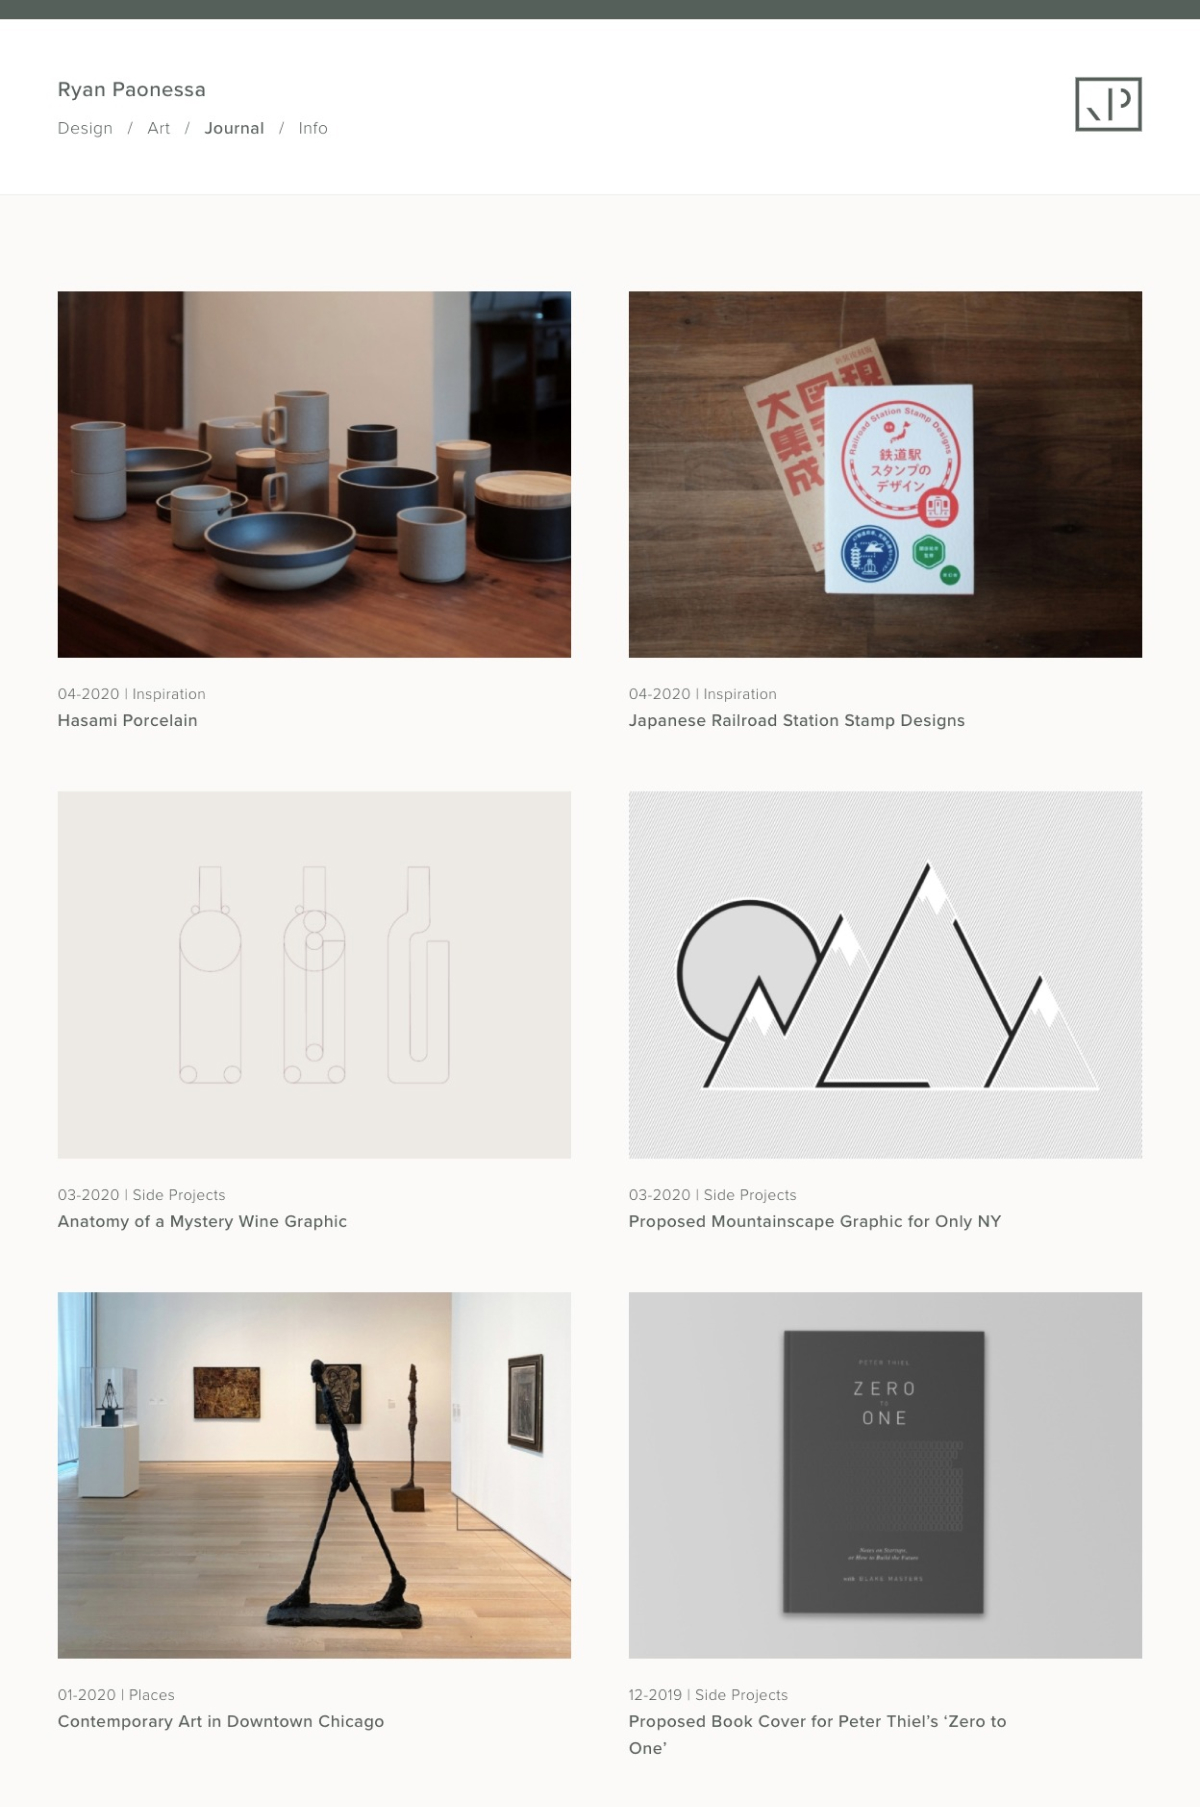 Ryan Paonessa
Design / Art / Journal / Info
大図現
集
成
Railroad Station Stamp Designs
鉄道駅
スタンプの
デザイン
04-2020 | Inspiration
Hasami Porcelain
04-2020 | Inspiration
Japanese Railroad Station Stamp Designs
03-2020 | Side Projects
Anatomy of a Mystery Wine Graphic
03-2020 | Side Projects
Proposed Mountainscape Graphic for Only NY
PETER THIEL
ZERO
TO
ONE
Notes on Startups,
or How to Build the Future
with BLAKE MASTERS
01-2020 | Places
Contemporary Art in Downtown Chicago
12-2019 | Side Projects
Proposed Book Cover for Peter Thiel’s ‘Zero to
One’